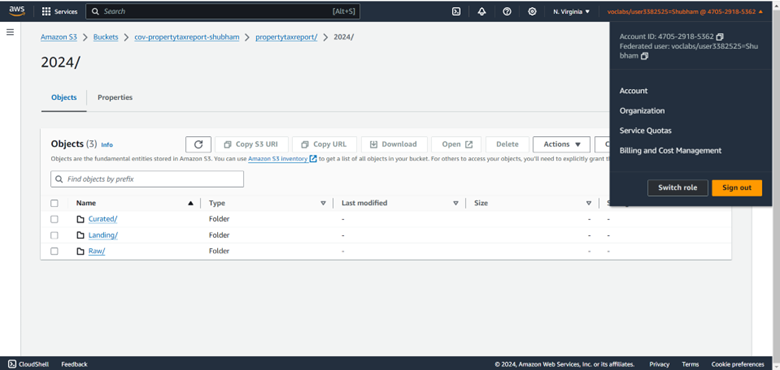 aws
Services
Search
[Alt+S]
N. Virginia
voclabs/user3382525=Shubham @ 4705-2918-5362
Account ID: 4705-2918-5362
Federated user: voclabs/user3382525=Shu
bham
Account
Organization
Service Quotas
Billing and Cost Management
Switch role
Sign out
Amazon S3 > Buckets > cov-propertytaxreport-shubham > propertytaxreport/ > 2024/
2024/
Objects
Properties
Objects (3) Info
Copy S3 URI
Copy URL
Download
Open
Delete
Actions
Objects are the fundamental entities stored in Amazon S3. You can use Amazon S3 inventory to get a list of all objects in your bucket. For others to access your objects, you'll need to explicitly grant
Find objects by prefix
Name Type Last modified Size
Curated/ Folder - - -
Landing/ Folder - - -
Raw/ Folder - - -
CloudShell Feedback
© 2024, Amazon Web Services, Inc. or its affiliates. Privacy Terms Cookie preferences